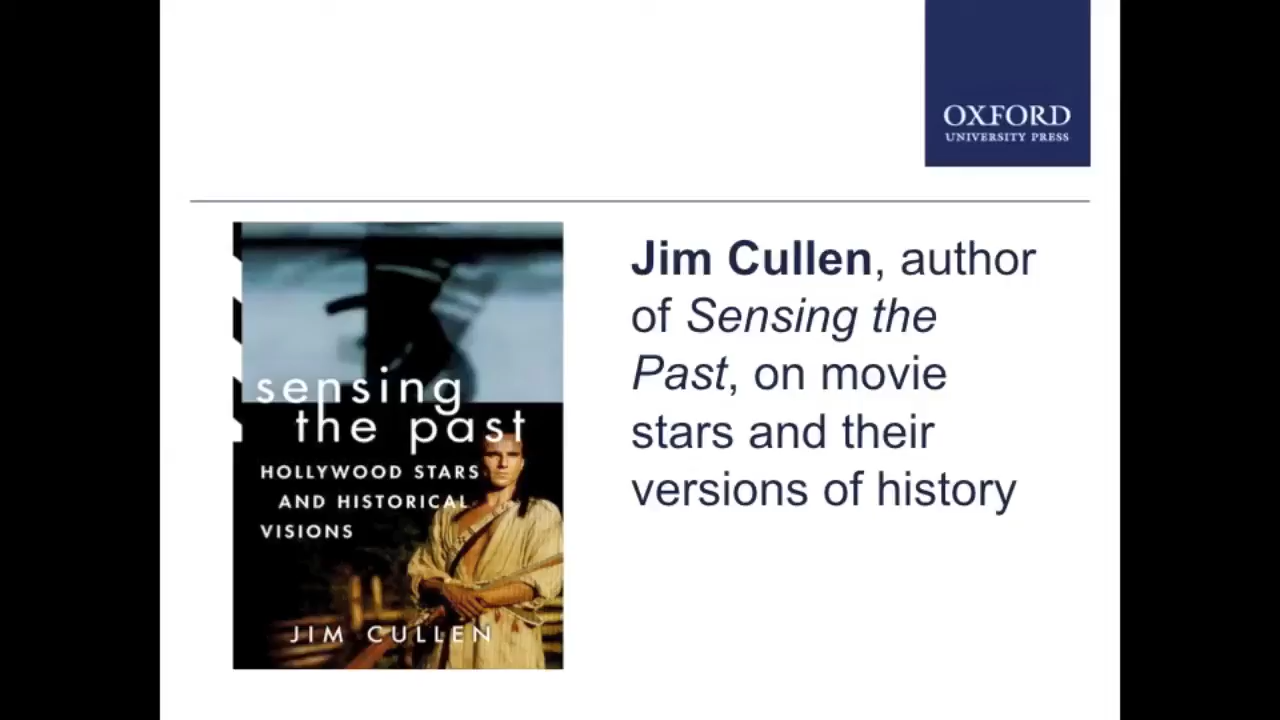 OXFORD
UNIVERSITY PRESS
sensing
the past
HOLLYWOOD STARS
AND HISTORICAL
VISIONS
JIM CULLEN
Jim Cullen, author
of Sensing the
Past, on movie
stars and their
versions of history